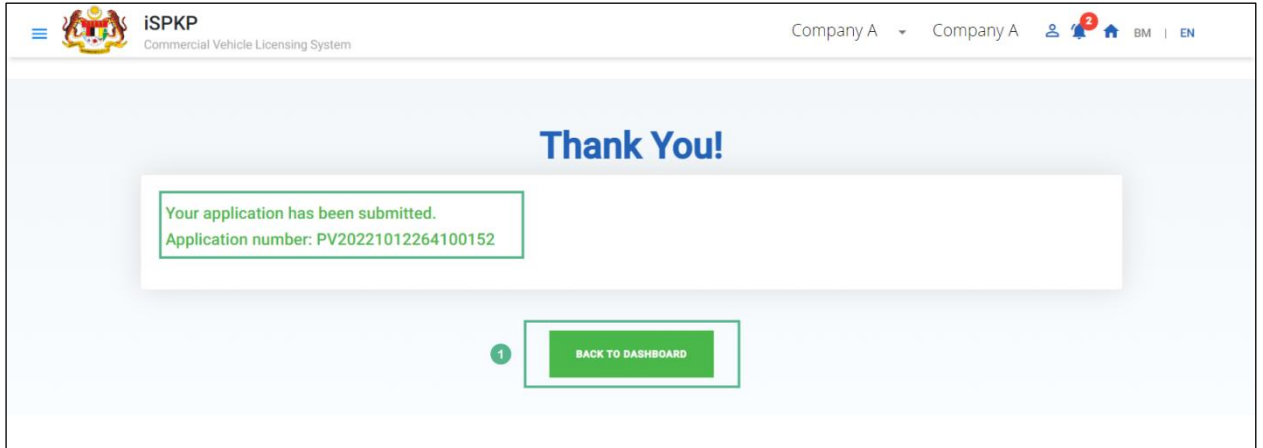 iSPKP
Commercial Vehicle Licensing System
Company A Company A 2 BM | EN
Thank You!
Your application has been submitted.
Application number: PV20221012264100152
1 BACK TO DASHBOARD